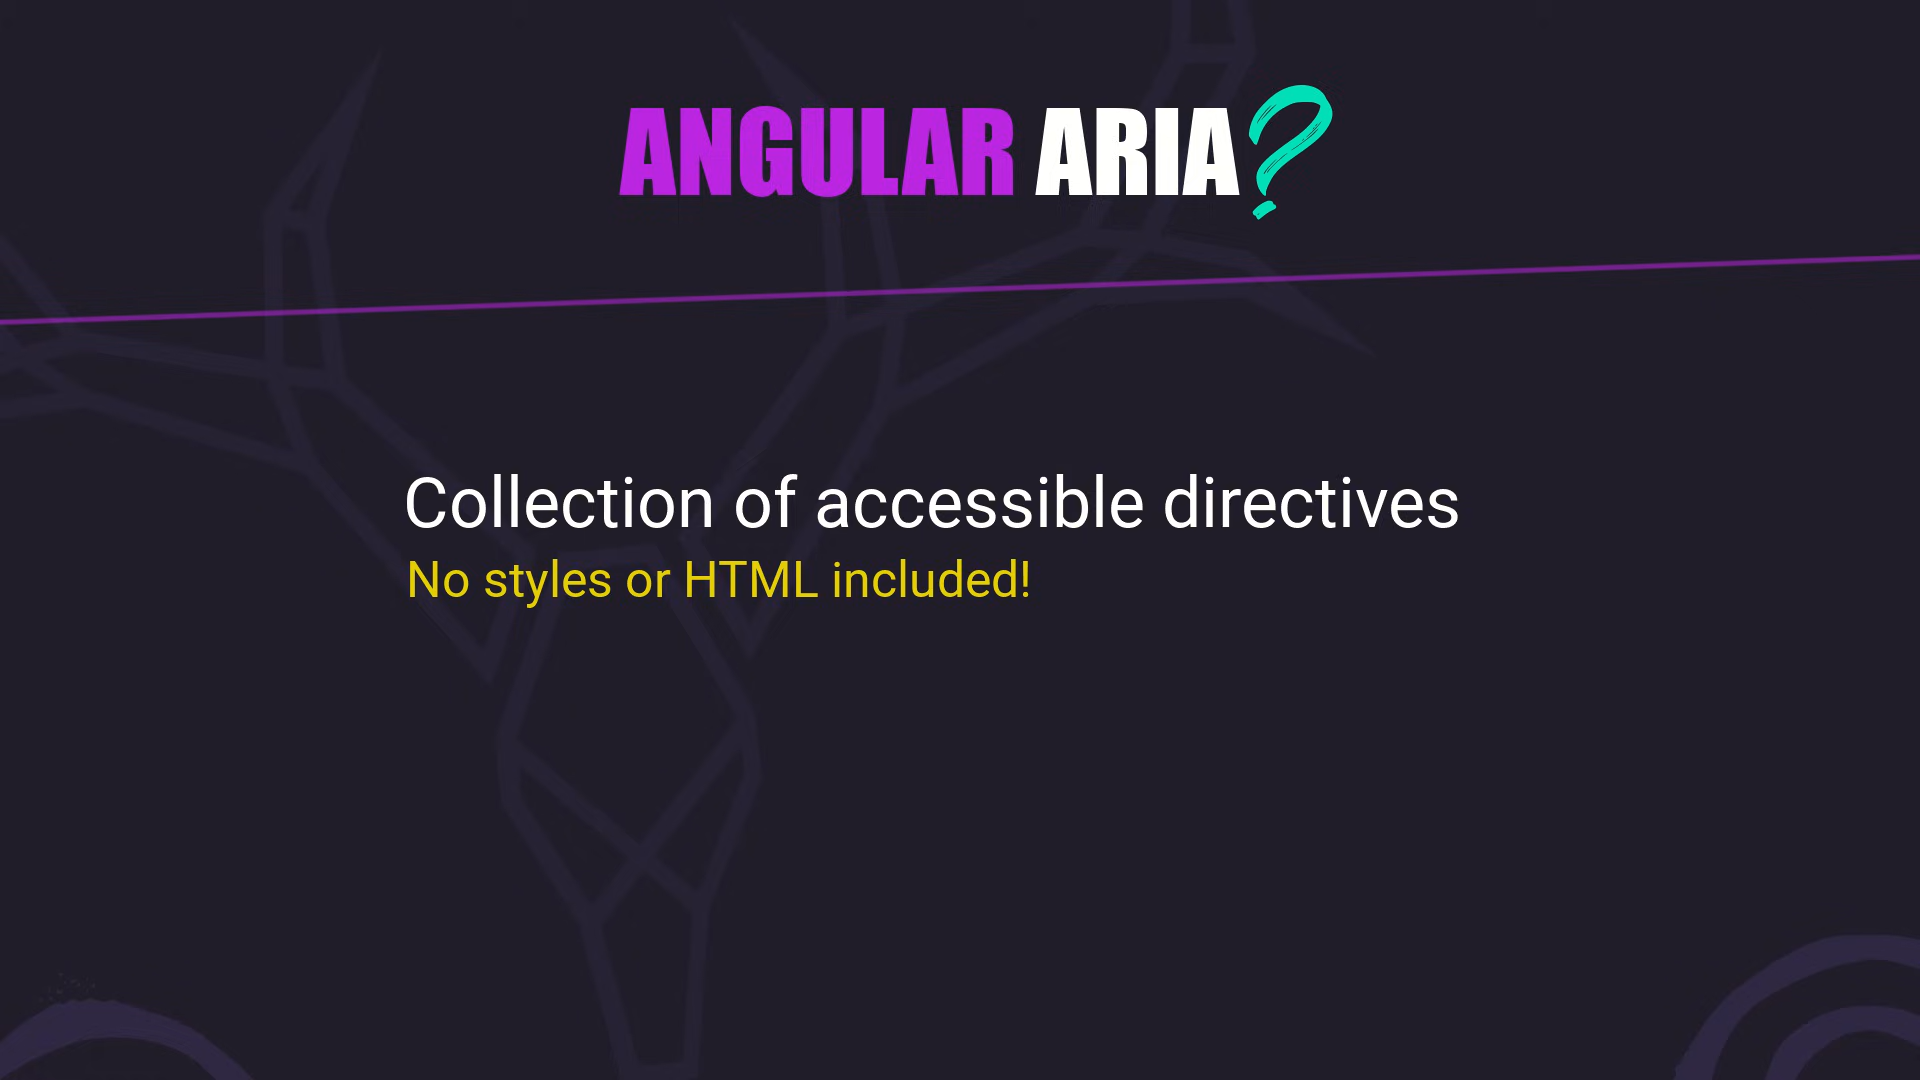 ANGULAR ARIA?
Collection of accessible directives
No styles or HTML included!